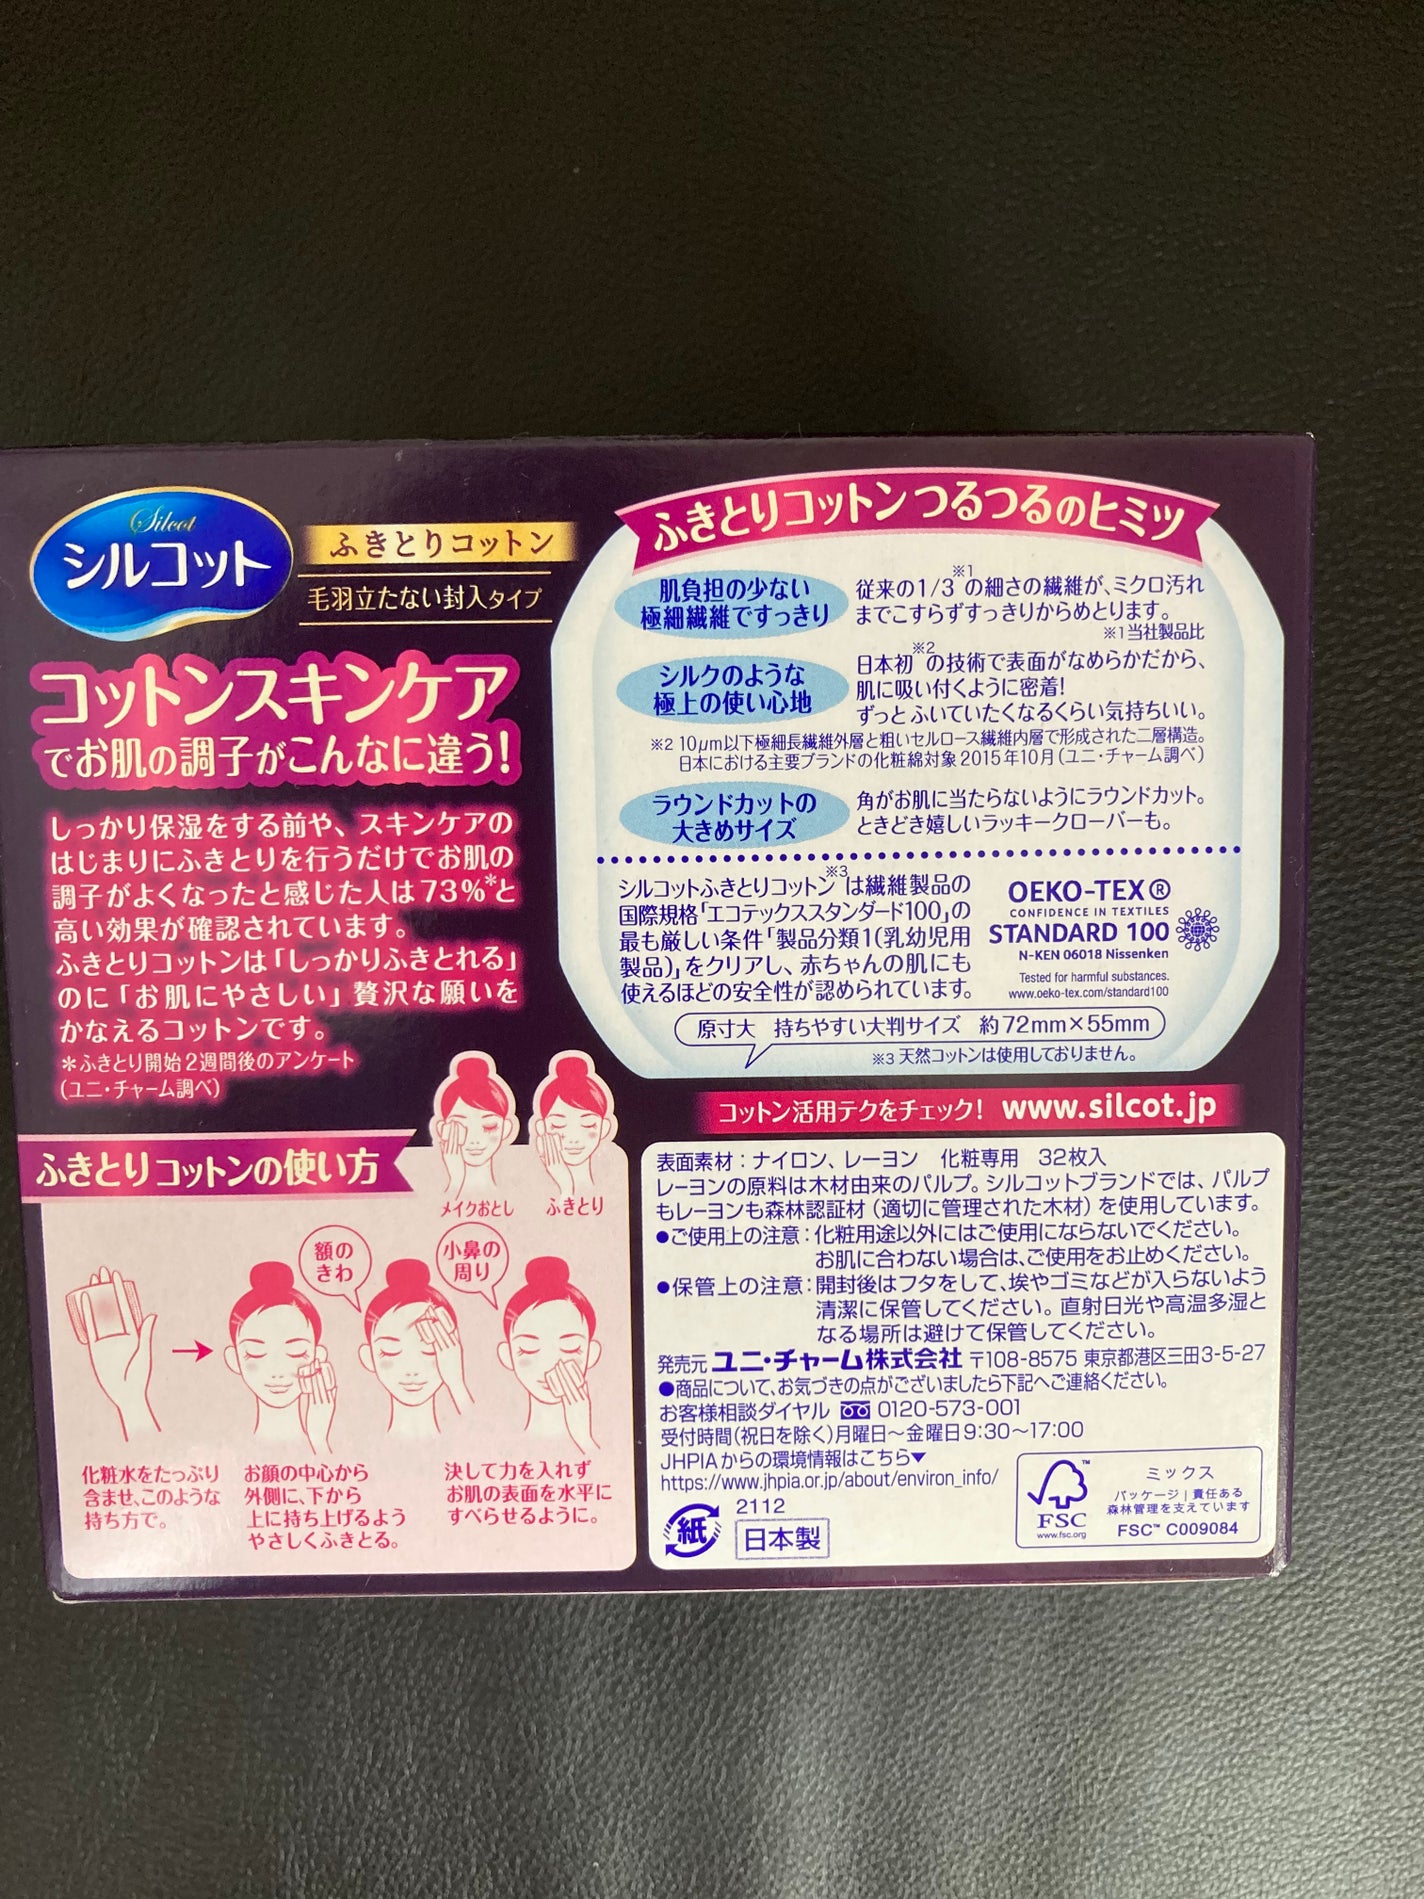 Silcot
シルコット
ふきとりコットン
毛羽立たない封入タイプ
コットンスキンケア
でお肌の調子がこんなに違う!
しっかり保湿をする前や、スキンケアの
はじまりにふきとりを行うだけでお肌の
調子がよくなったと感じた人は73%*と
高い効果が確認されています。
ふきとりコットンは「しっかりふきとれる」
のに「お肌にやさしい」贅沢な願いを
かなえるコットンです。
*ふきとり開始2週間後のアンケート
(ユニ・チャーム調べ)
ふきとりコットンの使い方
メイクおとし
ふきとり
額の
きわ
小鼻の
周り
化粧水をたっぷり
含ませ、このような
持ち方で。
お顔の中心から
外側に、下から
上に持ち上げるよう
やさしくふきとる。
決して力を入れず
お肌の表面を水平に
すべらせるように。
ふきとりコットンつるつるのヒミツ
肌負担の少ない
極細繊維ですっきり
従来の1/3※1の細さの繊維が、ミクロ汚れ
までこすらずすっきりからめとります。
※1当社製品比
シルクのような
極上の使い心地
日本初※2の技術で表面がなめらかだから、
肌に吸い付くように密着!
ずっとふいていたくなるくらい気持ちいい。
※2 10μm以下極細長繊維外層と粗いセルロース繊維内層で形成された二層構造。
日本における主要ブランドの化粧綿対象 2015年10月(ユニ・チャーム調べ)
ラウンドカットの
大きめサイズ
角がお肌に当たらないようにラウンドカット。
ときどき嬉しいラッキークローバーも。
シルコットふきとりコットン※3は繊維製品の
国際規格「エコテックススタンダード100」の
最も厳しい条件「製品分類1(乳幼児用
製品)」をクリアし、赤ちゃんの肌にも
使えるほどの安全性が認められています。
OEKO-TEX®
CONFIDENCE IN TEXTILES
STANDARD 100
N-KEN 06018 Nissenken
Tested for harmful substances.
www.oeko-tex.com/standard100
原寸大 持ちやすい大判サイズ 約72mm×55mm
※3 天然コットンは使用しておりません。
コットン活用テクをチェック! www.silcot.jp
表面素材:ナイロン、レーヨン 化粧専用 32枚入
レーヨンの原料は木材由来のパルプ。シルコットブランドでは、パルプ
もレーヨンも森林認証材(適切に管理された木材)を使用しています。
●ご使用上の注意:化粧用途以外にはご使用にならないでください。
お肌に合わない場合は、ご使用をお止めください。
●保管上の注意:開封後はフタをして、埃やゴミなどが入らないよう
清潔に保管してください。直射日光や高温多湿と
なる場所は避けて保管してください。
発売元 ユニ・チャーム株式会社 〒108-8575 東京都港区三田3-5-27
●商品について、お気づきの点がございましたら下記へご連絡ください。
お客様相談ダイヤル 0120-573-001
受付時間(祝日を除く)月曜日～金曜日9:30～17:00
JHPIAからの環境情報はこちら▼
https://www.jhpia.or.jp/about/environ_info/
紙
2112
日本製
FSC
www.fsc.org
ミックス
パッケージ|責任ある
森林管理を支えています
FSC™ C009084